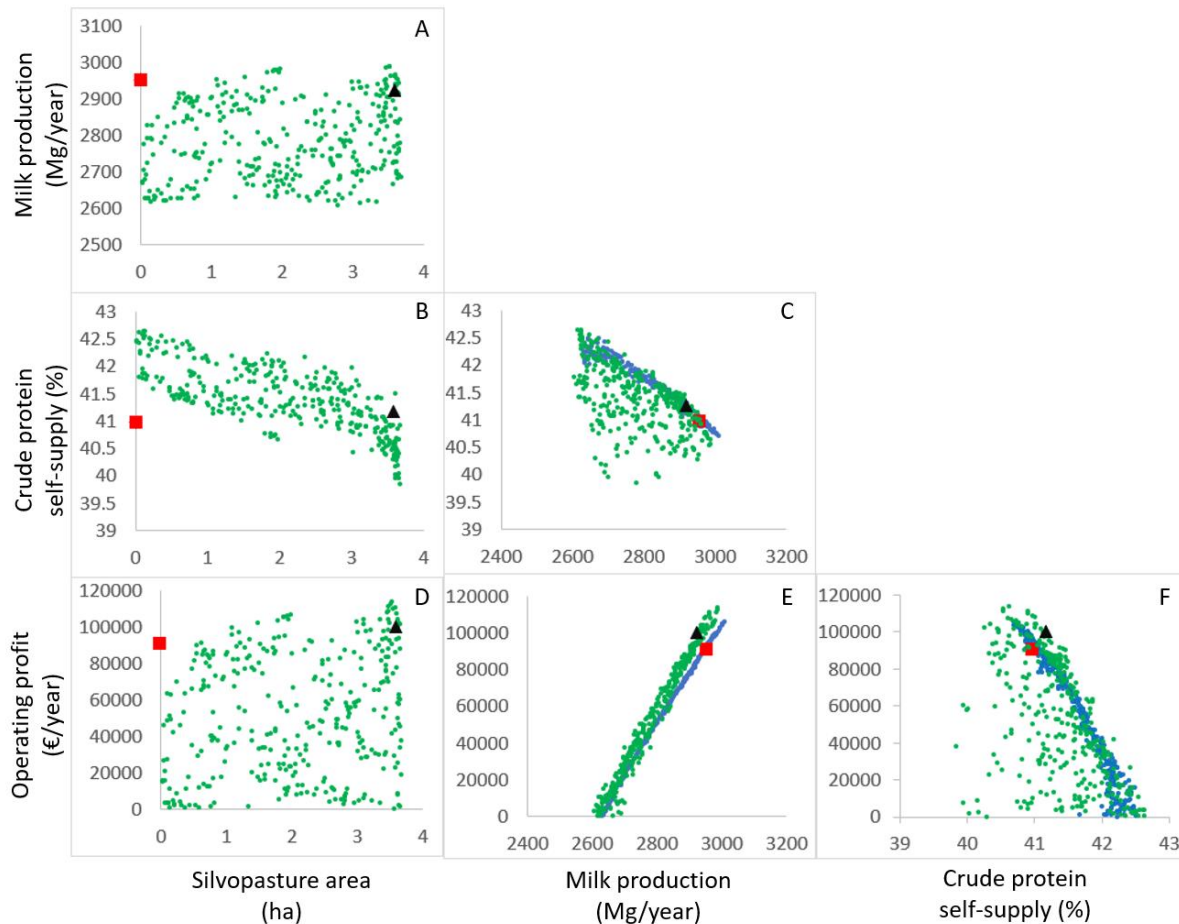 A
Milk production
(Mg/year)
3100
3000
2900
2800
2700
2600
2500
0 1 2 3 4
B
Crude protein
self-supply (%)
43
42.5
42
41.5
41
40.5
40
39.5
39
0 1 2 3 4
C
43
42.5
42
41.5
41
40.5
40
39.5
39
2400 2600 2800 3000 3200
D
Operating profit
(€/year)
120000
100000
80000
60000
40000
20000
0
0 1 2 3 4
E
120000
100000
80000
60000
40000
20000
0
2400 2600 2800 3000 3200
F
120000
100000
80000
60000
40000
20000
0
39 40 41 42 43
Silvopasture area
(ha)
Milk production
(Mg/year)
Crude protein
self-supply (%)